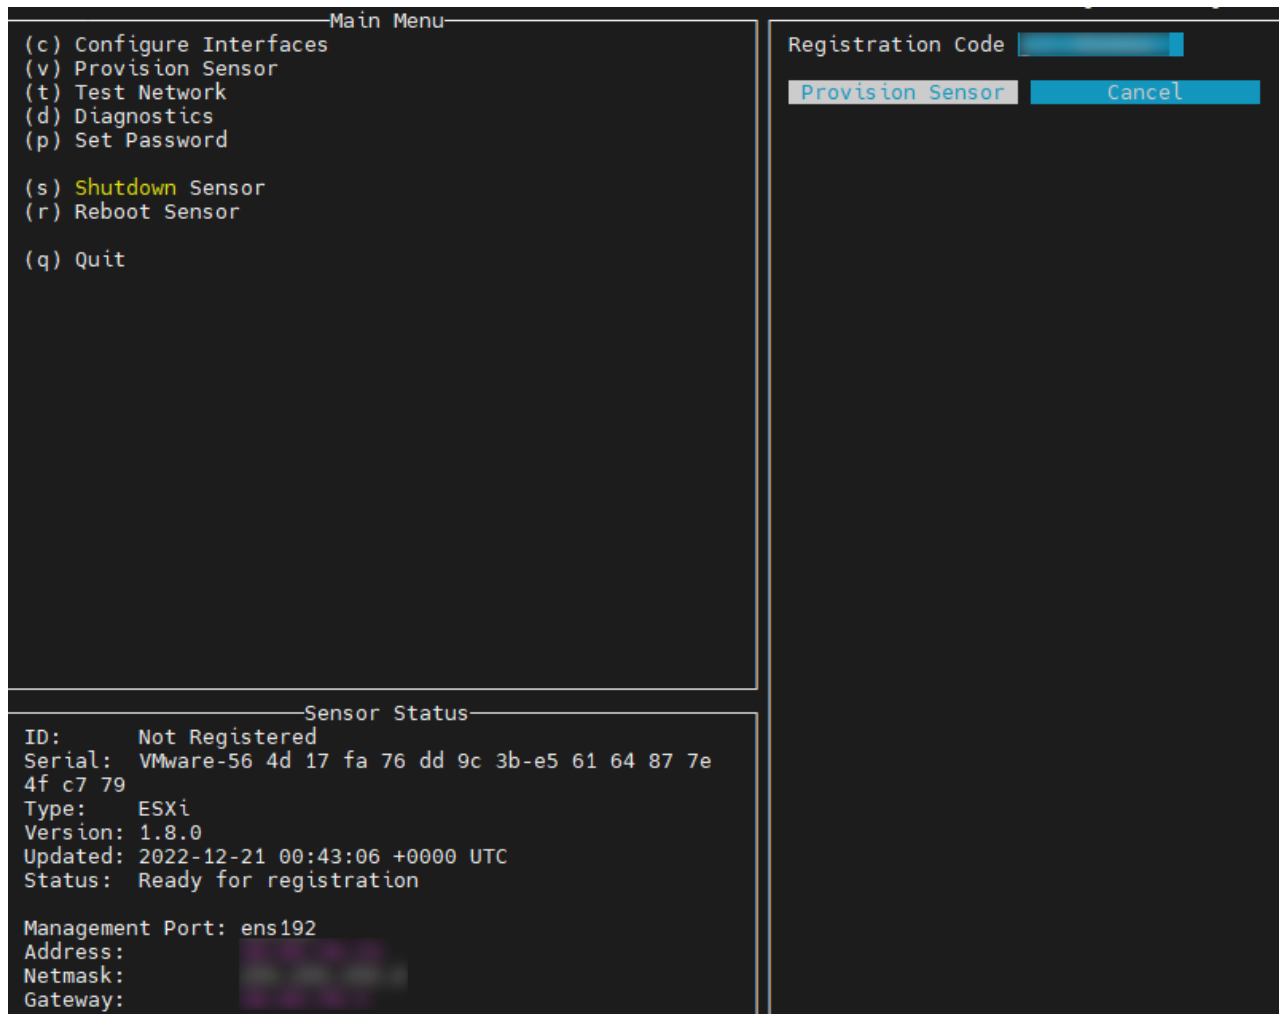 Main Menu
(c) Configure Interfaces
(v) Provision Sensor
(t) Test Network
(d) Diagnostics
(p) Set Password
(s) Shutdown Sensor
(r) Reboot Sensor
(q) Quit
Registration Code
Provision Sensor Cancel
Sensor Status
ID: Not Registered
Serial: VMware-56 4d 17 fa 76 dd 9c 3b-e5 61 64 87 7e
4f c7 79
Type: ESXi
Version: 1.8.0
Updated: 2022-12-21 00:43:06 +0000 UTC
Status: Ready for registration
Management Port: ens192
Address:
Netmask:
Gateway: